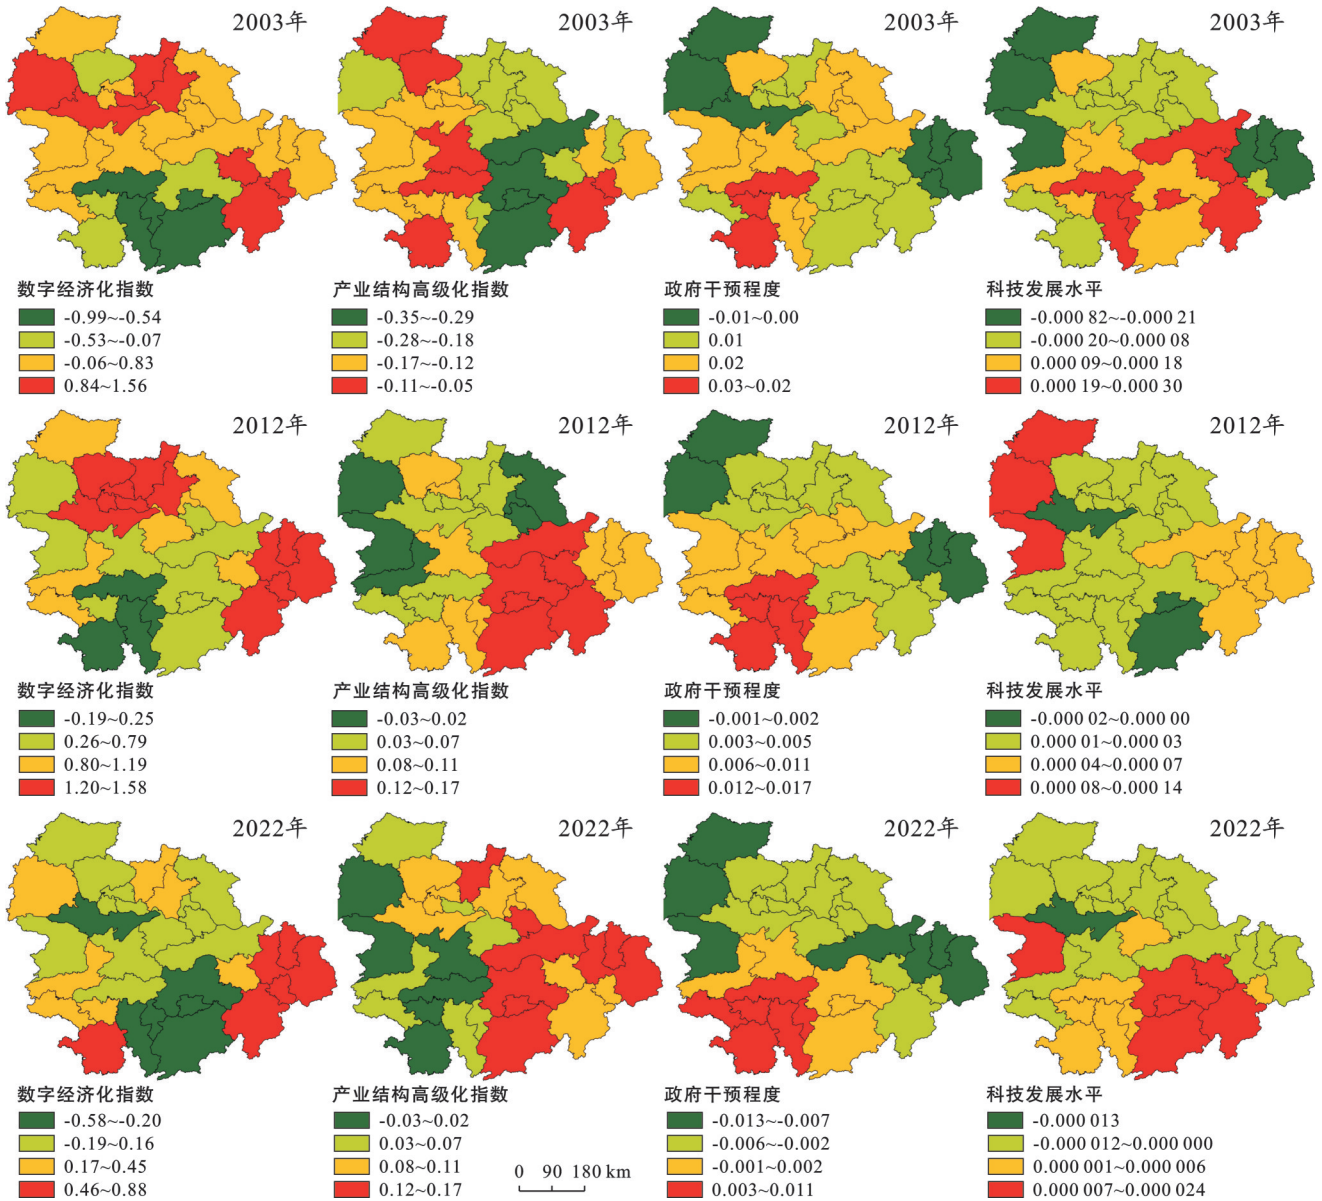 2003年
2003年
2003年
2003年
数字经济化指数
-0.99~-0.54
-0.53~-0.07
-0.06~0.83
0.84~1.56
产业结构高级化指数
-0.35~-0.29
-0.28~-0.18
-0.17~-0.12
-0.11~-0.05
政府干预程度
-0.01~0.00
0.01
0.02
0.03~0.02
科技发展水平
-0.000 82~-0.000 21
-0.000 20~0.000 08
0.000 09~0.000 18
0.000 19~0.000 30
2012年
2012年
2012年
2012年
数字经济化指数
-0.19~0.25
0.26~0.79
0.80~1.19
1.20~1.58
产业结构高级化指数
-0.03~0.02
0.03~0.07
0.08~0.11
0.12~0.17
政府干预程度
-0.001~0.002
0.003~0.005
0.006~0.011
0.012~0.017
科技发展水平
-0.000 02~0.000 00
0.000 01~0.000 03
0.000 04~0.000 07
0.000 08~0.000 14
2022年
2022年
2022年
2022年
数字经济化指数
-0.58~-0.20
-0.19~0.16
0.17~0.45
0.46~0.88
产业结构高级化指数
-0.03~0.02
0.03~0.07
0.08~0.11
0.12~0.17
0 90 180 km
政府干预程度
-0.013~-0.007
-0.006~-0.002
-0.001~0.002
0.003~0.011
科技发展水平
-0.000 013
-0.000 012~0.000 000
0.000 001~0.000 006
0.000 007~0.000 024